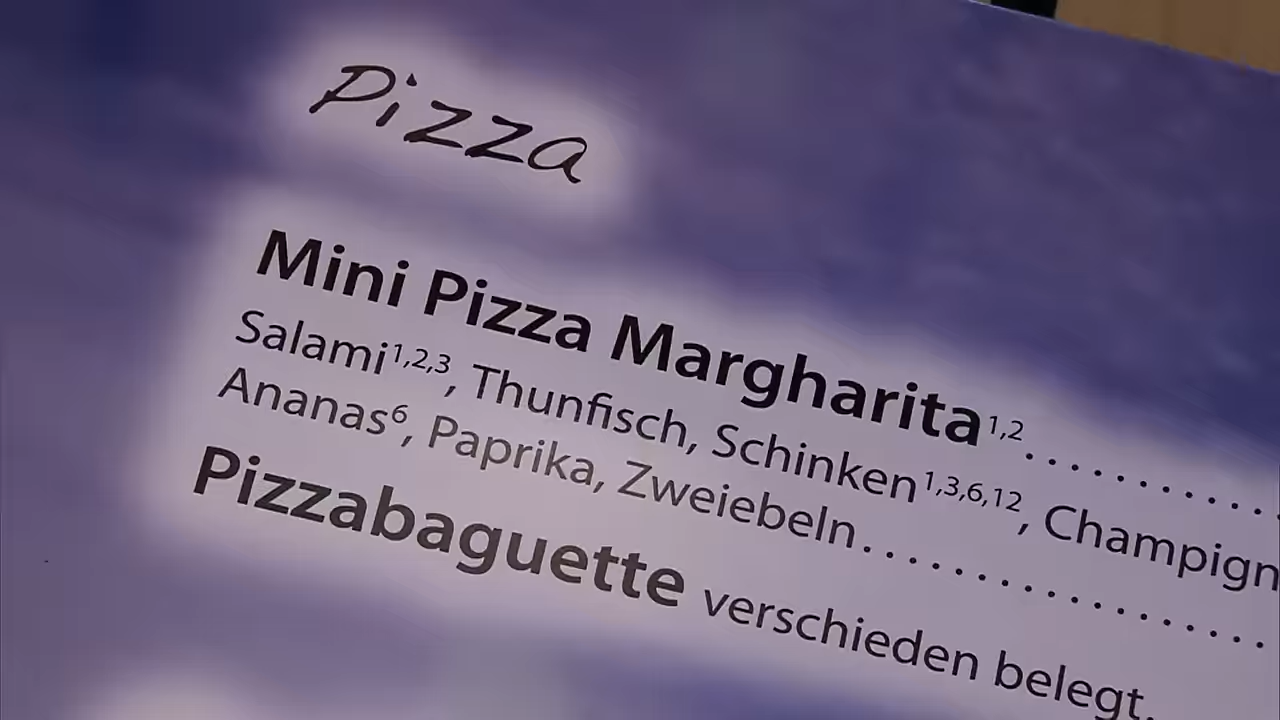 Pizza
Mini Pizza Margharita1,2..........
Salami1,2,3, Thunfisch, Schinken1,3,6,12, Champign
Ananas6, Paprika, Zweiebeln..................
Pizzabaguette verschieden belegt.